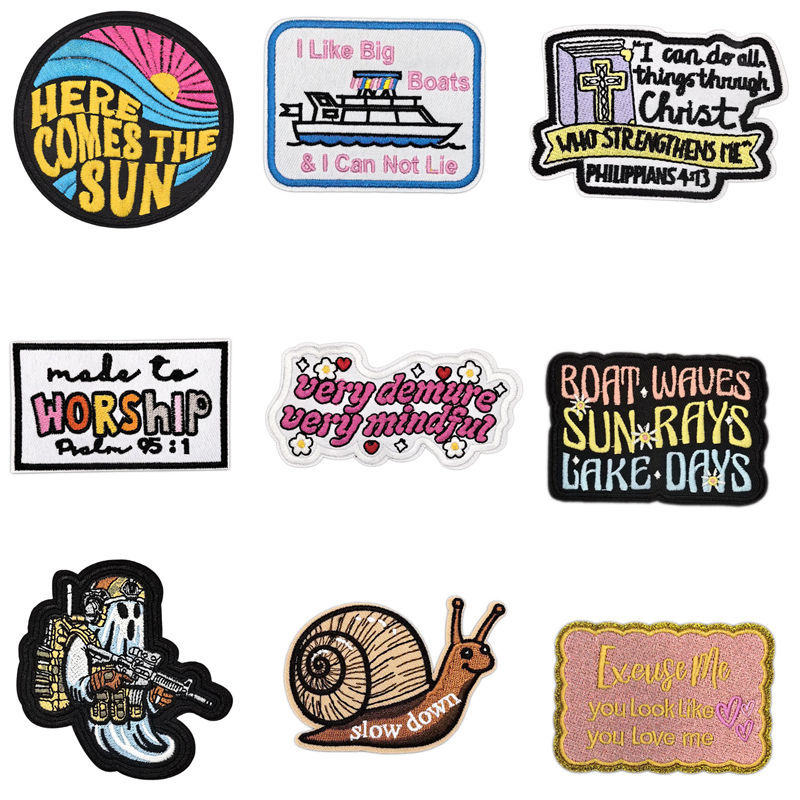 HERE
COMES THE
SUN
I Like Big
Boats
& I Can Not Lie
"I can do all
things through
Christ
WHO STRENGTHENS ME"
PHILIPPIANS 4:13
made to
WORSHIP
Psalm 95:1
very demure
very mindful
BOAT WAVES
SUN RAYS
LAKE DAYS
slow down
Excuse Me
you Look Like
you Love me